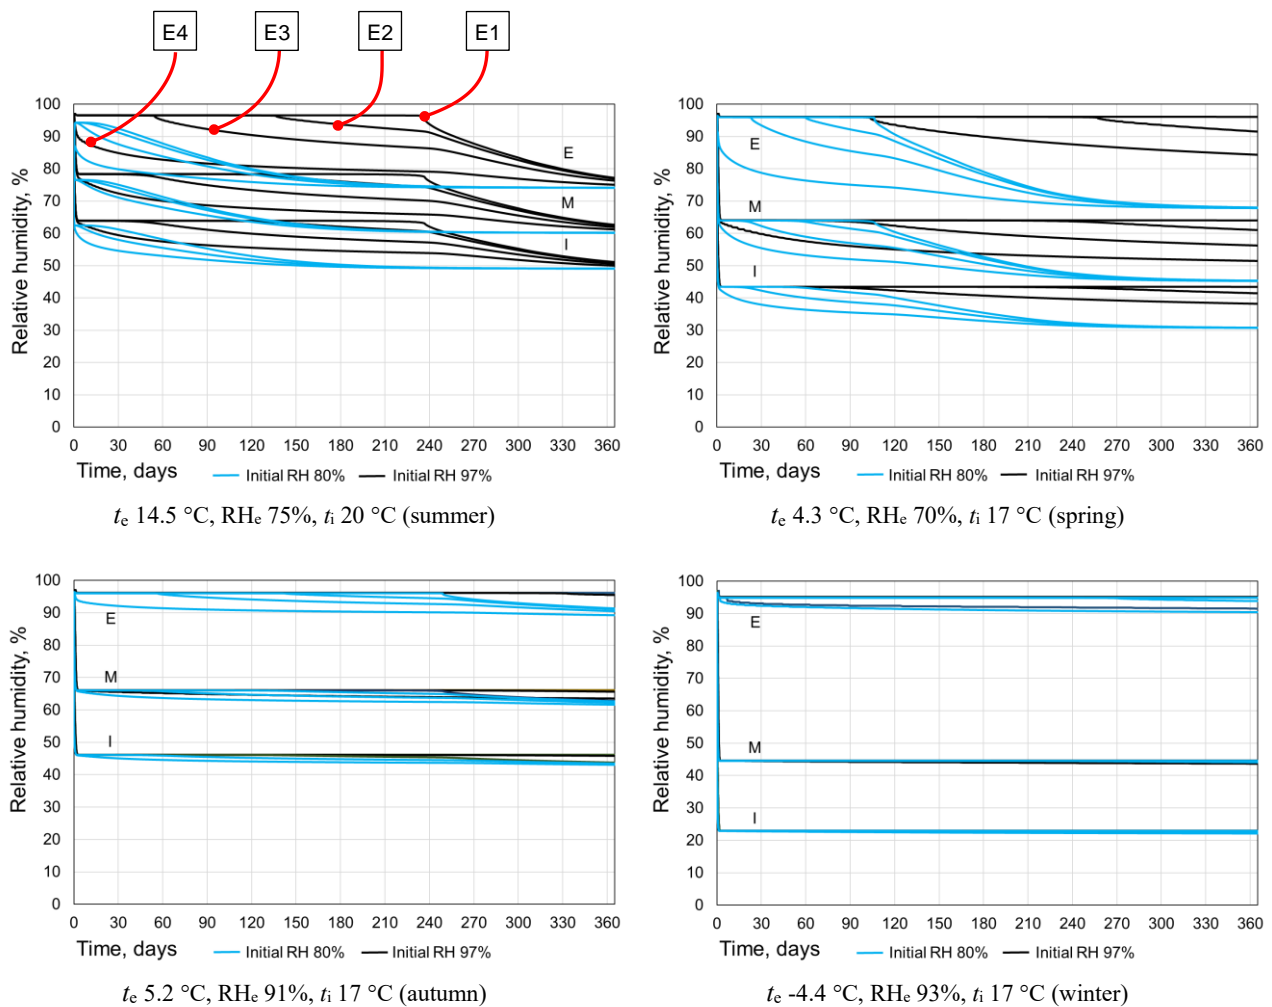 E4 E3 E2 E1
Relative humidity, %
100
90
80
70
60
50
40
30
20
10
0
E
M
I
0 30 60 90 120 150 180 210 240 270 300 330 360
Time, days
Initial RH 80% Initial RH 97%
te 14.5 °C, RHe 75%, ti 20 °C (summer)
Relative humidity, %
100
90
80
70
60
50
40
30
20
10
0
E
M
I
0 30 60 90 120 150 180 210 240 270 300 330 360
Time, days
Initial RH 80% Initial RH 97%
te 4.3 °C, RHe 70%, ti 17 °C (spring)
Relative humidity, %
100
90
80
70
60
50
40
30
20
10
0
E
M
I
0 30 60 90 120 150 180 210 240 270 300 330 360
Time, days
Initial RH 80% Initial RH 97%
te 5.2 °C, RHe 91%, ti 17 °C (autumn)
Relative humidity, %
100
90
80
70
60
50
40
30
20
10
0
E
M
I
0 30 60 90 120 150 180 210 240 270 300 330 360
Time, days
Initial RH 80% Initial RH 97%
te -4.4 °C, RHe 93%, ti 17 °C (winter)